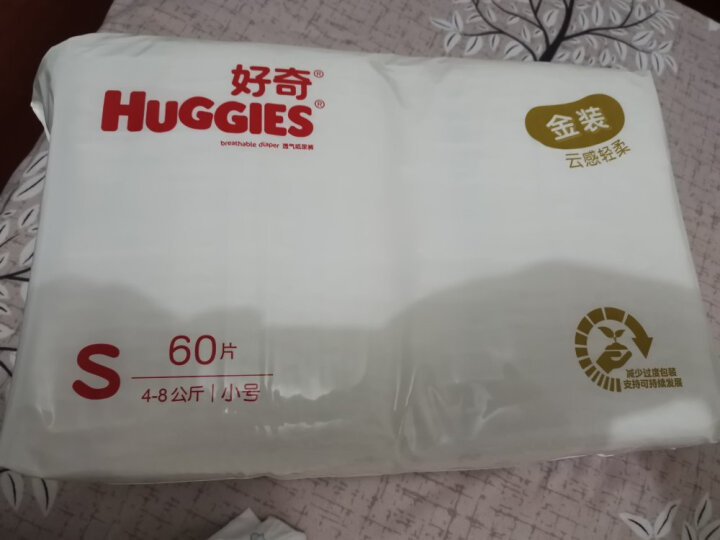 好奇®
HUGGIES®
breathable diaper 透气纸尿裤
金装
云感轻柔
S
60片
4-8公斤|小号
减少过度包装
支持可持续发展